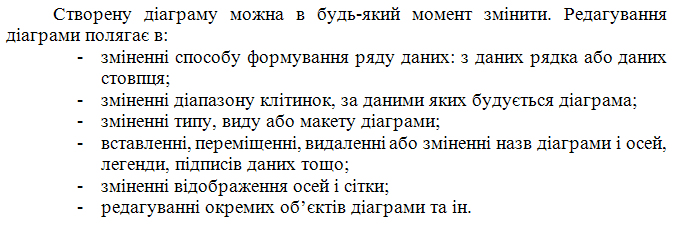 Створену діаграму можна в будь-який момент змінити. Редагування
діаграми полягає в:
- зміненні способу формування ряду даних: з даних рядка або даних
стовпця;
- зміненні діапазону клітинок, за даними яких будується діаграма;
- зміненні типу, виду або макету діаграми;
- вставленні, переміщенні, видаленні або зміненні назв діаграми і осей,
легенди, підписів даних тощо;
- зміненні відображення осей і сітки;
- редагуванні окремих об’єктів діаграми та ін.